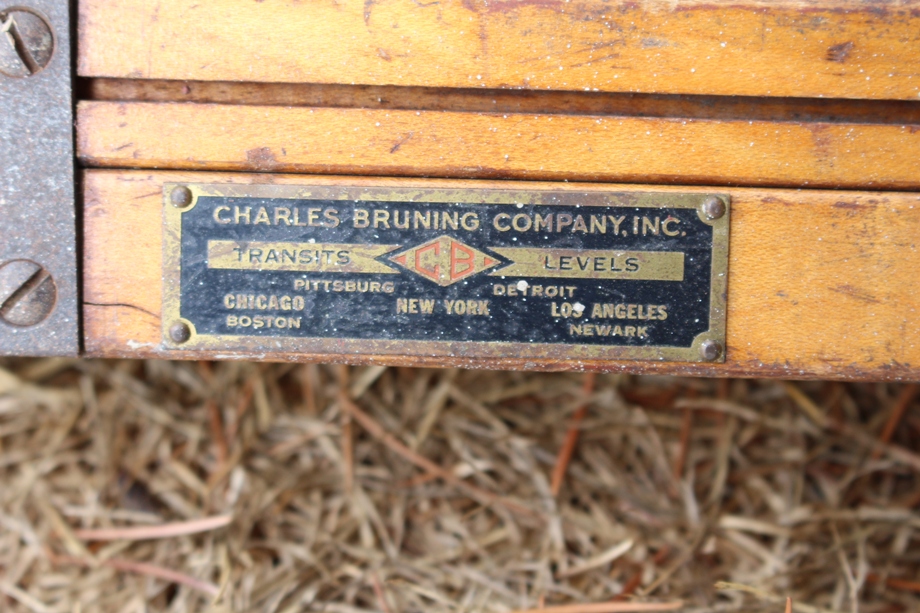 CHARLES BRUNING COMPANY, INC.
TRANSITS CB LEVELS
PITTSBURG DETROIT
CHICAGO NEW YORK LOS ANGELES
BOSTON NEWARK